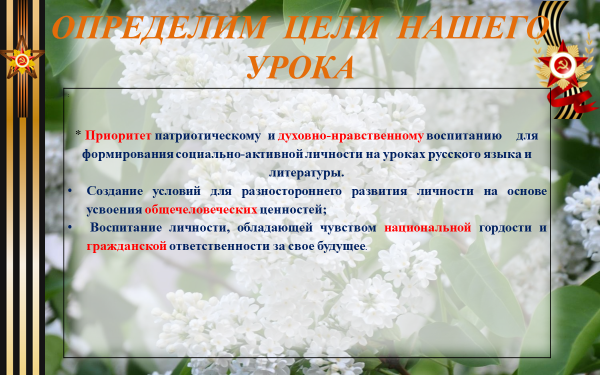 ОПРЕДЕЛИМ ЦЕЛИ НАШЕГО
УРОКА
* Приоритет патриотическому и духовно-нравственному воспитанию для
формирования социально-активной личности на уроках русского языка и
литературы.
• Создание условий для разностороннего развития личности на основе
усвоения общечеловеческих ценностей;
• Воспитание личности, обладающей чувством национальной гордости и
гражданской ответственности за свое будущее.